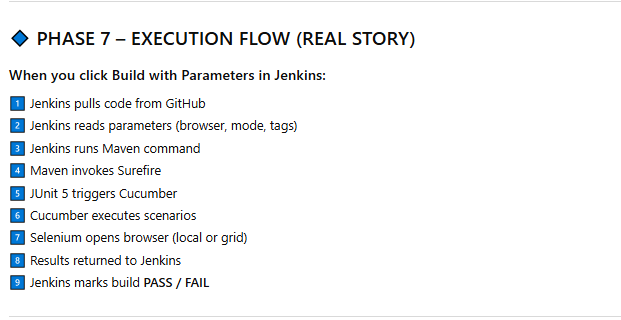 🔷 PHASE 7 – EXECUTION FLOW (REAL STORY)
When you click Build with Parameters in Jenkins:
1 Jenkins pulls code from GitHub
2 Jenkins reads parameters (browser, mode, tags)
3 Jenkins runs Maven command
4 Maven invokes Surefire
5 JUnit 5 triggers Cucumber
6 Cucumber executes scenarios
7 Selenium opens browser (local or grid)
8 Results returned to Jenkins
9 Jenkins marks build PASS / FAIL